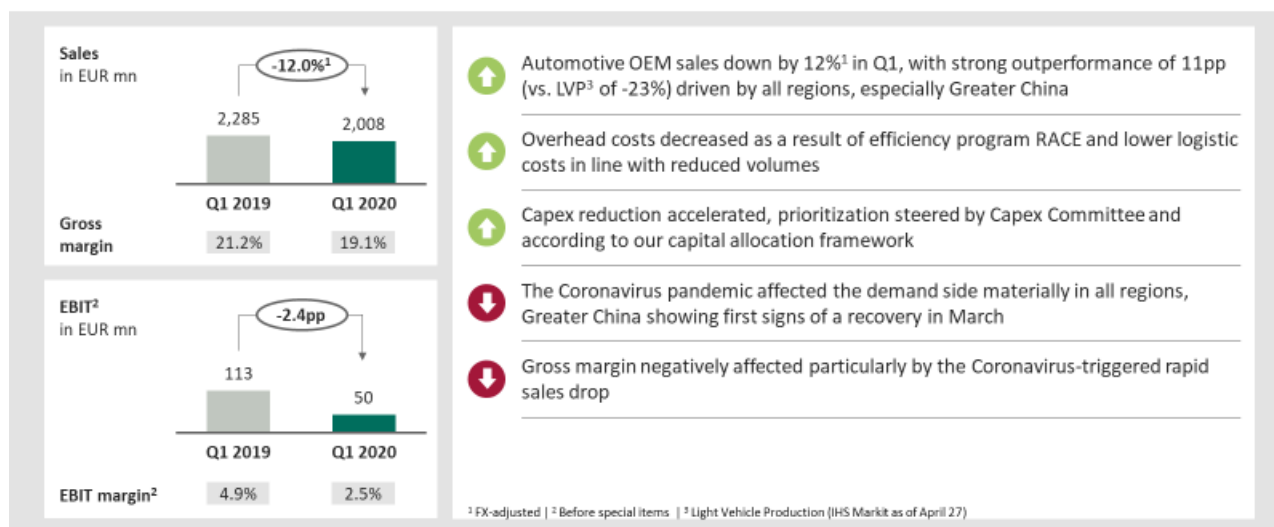 Sales
in EUR mn
-12.0%¹
2,285
2,008
Q1 2019
Q1 2020
Gross
margin
21.2%
19.1%
EBIT²
in EUR mn
-2.4pp
113
50
Q1 2019
Q1 2020
EBIT margin²
4.9%
2.5%
Automotive OEM sales down by 12%¹ in Q1, with strong outperformance of 11pp
(vs. LVP³ of -23%) driven by all regions, especially Greater China
Overhead costs decreased as a result of efficiency program RACE and lower logistic
costs in line with reduced volumes
Capex reduction accelerated, prioritization steered by Capex Committee and
according to our capital allocation framework
The Coronavirus pandemic affected the demand side materially in all regions,
Greater China showing first signs of a recovery in March
Gross margin negatively affected particularly by the Coronavirus-triggered rapid
sales drop
¹ FX-adjusted | ² Before special items | ³ Light Vehicle Production (IHS Markit as of April 27)